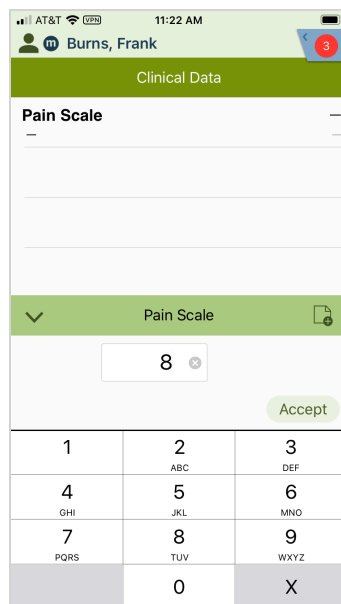 AT&T VPN 11:22 AM
m Burns, Frank 3
Clinical Data
Pain Scale —
— —
Pain Scale
8
Accept
1 2 3
ABC DEF
4 5 6
GHI JKL MNO
7 8 9
PQRS TUV WXYZ
0 X